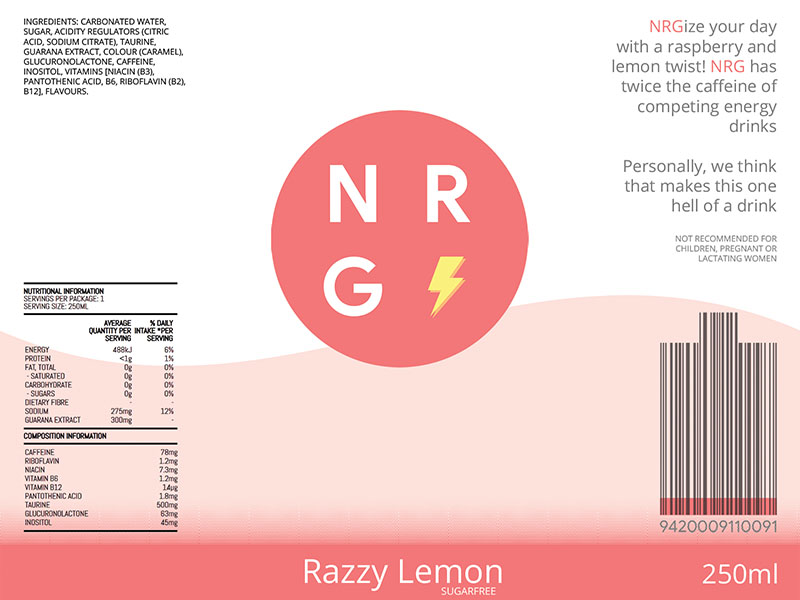 INGREDIENTS: CARBONATED WATER,
SUGAR, ACIDITY REGULATORS (CITRIC
ACID, SODIUM CITRATE), TAURINE,
GUARANA EXTRACT, COLOUR (CARAMEL),
GLUCURONOLACTONE, CAFFEINE,
INOSITOL, VITAMINS [NIACIN (B3),
PANTOTHENIC ACID, B6, RIBOFLAVIN (B2),
B12], FLAVOURS.
NUTRITIONAL INFORMATION
SERVINGS PER PACKAGE: 1
SERVING SIZE: 250ML
AVERAGE % DAILY
QUANTITY PER INTAKE *PER
SERVING SERVING
ENERGY 488kJ 6%
PROTEIN <1g 1%
FAT, TOTAL 0g 0%
- SATURATED 0g 0%
CARBOHYDRATE 0g 0%
- SUGARS 0g 0%
DIETARY FIBRE - -
SODIUM 275mg 12%
GUARANA EXTRACT 300mg -
COMPOSITION INFORMATION
CAFFEINE 78mg
RIBOFLAVIN 1.2mg
NIACIN 7.3mg
VITAMIN B6 1.2mg
VITAMIN B12 14µg
PANTOTHENIC ACID 1.8mg
TAURINE 500mg
GLUCURONOLACTONE 63mg
INOSITOL 45mg
N R
G
Razzy Lemon
SUGARFREE
NRGize your day
with a raspberry and
lemon twist! NRG has
twice the caffeine of
competing energy
drinks
Personally, we think
that makes this one
hell of a drink
NOT RECOMMENDED FOR
CHILDREN, PREGNANT OR
LACTATING WOMEN
9420009110091
250ml